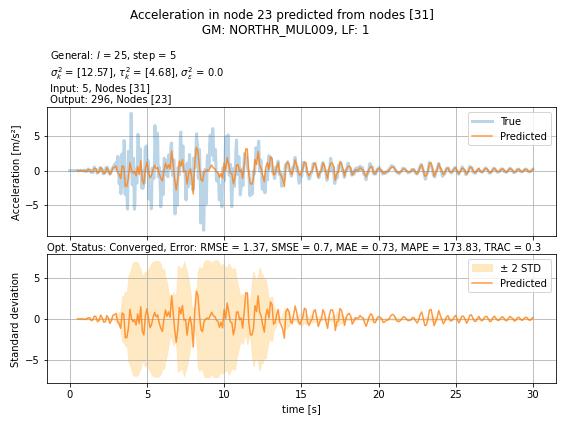 Acceleration in node 23 predicted from nodes [31]
GM: NORTHR_MUL009, LF: 1
General: l = 25, step = 5
σ²ₖ = [12.57], τ²ₖ = [4.68], σ²ε = 0.0
Input: 5, Nodes [31]
Output: 296, Nodes [23]
True
Predicted
Acceleration [m/s²]
5
0
−5
Opt. Status: Converged, Error: RMSE = 1.37, SMSE = 0.7, MAE = 0.73, MAPE = 173.83, TRAC = 0.3
± 2 STD
Predicted
Standard deviation
5
0
−5
0 5 10 15 20 25 30
time [s]